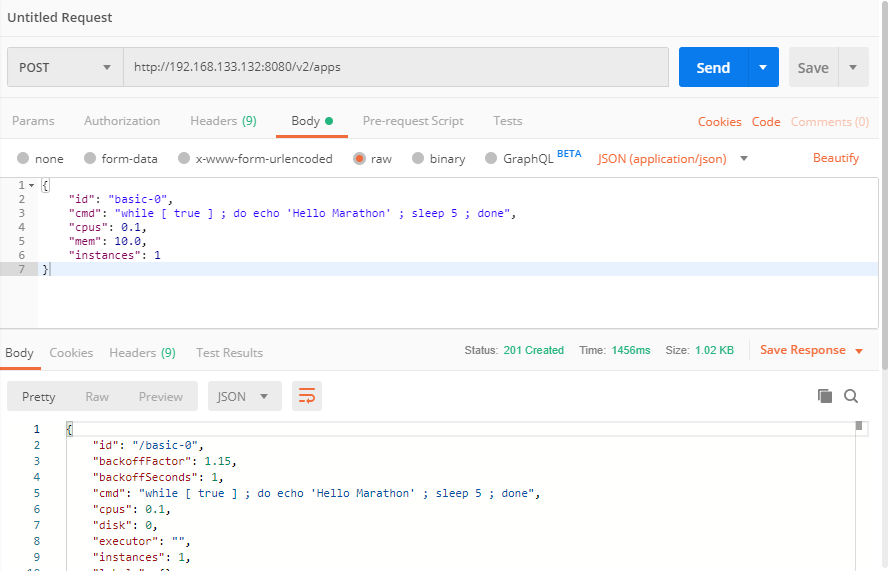 Untitled Request
POST http://192.168.133.132:8080/v2/apps Send Save
Params Authorization Headers (9) Body Pre-request Script Tests Cookies Code Comments (0)
none form-data x-www-form-urlencoded raw binary GraphQL BETA JSON (application/json) Beautify
1 {
2 "id": "basic-0",
3 "cmd": "while [ true ] ; do echo 'Hello Marathon' ; sleep 5 ; done",
4 "cpus": 0.1,
5 "mem": 10.0,
6 "instances": 1
7 }
Body Cookies Headers (9) Test Results Status: 201 Created Time: 1456ms Size: 1.02 KB Save Response
Pretty Raw Preview JSON
1 {
2 "id": "/basic-0",
3 "backoffFactor": 1.15,
4 "backoffSeconds": 1,
5 "cmd": "while [ true ] ; do echo 'Hello Marathon' ; sleep 5 ; done",
6 "cpus": 0.1,
7 "disk": 0,
8 "executor": "",
9 "instances": 1,